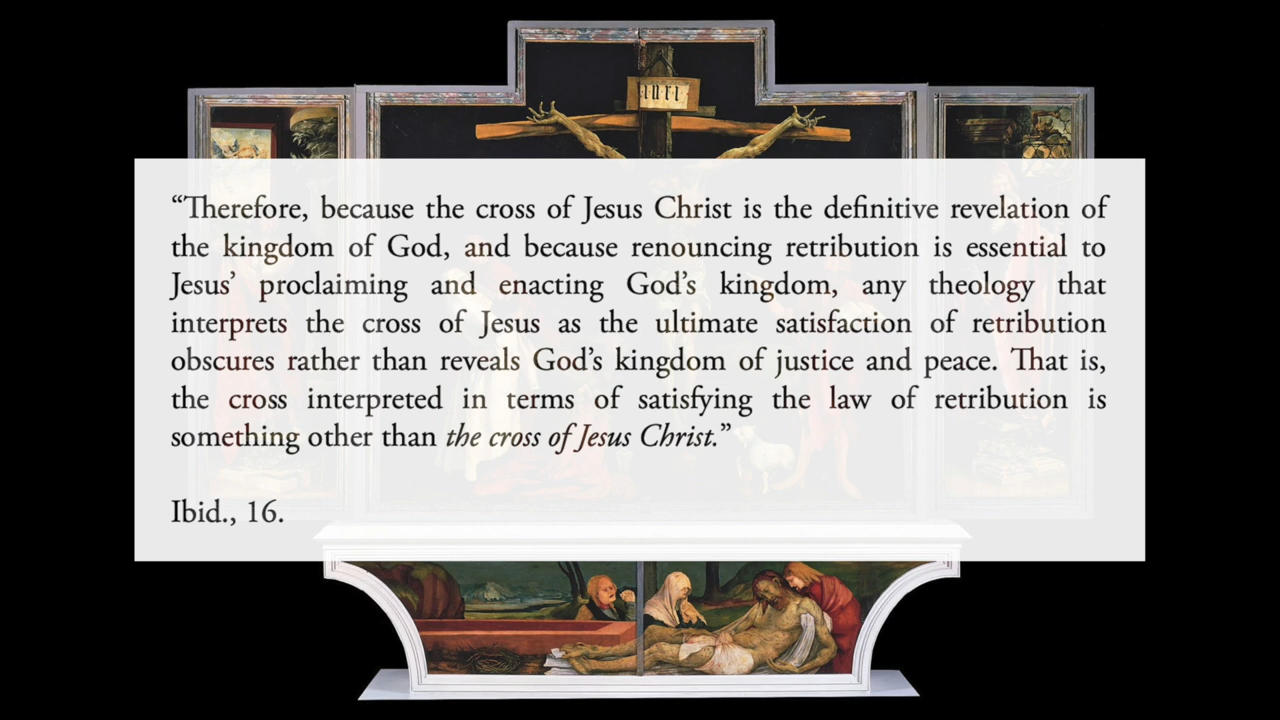 INRI
“Therefore, because the cross of Jesus Christ is the definitive revelation of
the kingdom of God, and because renouncing retribution is essential to
Jesus’ proclaiming and enacting God’s kingdom, any theology that
interprets the cross of Jesus as the ultimate satisfaction of retribution
obscures rather than reveals God’s kingdom of justice and peace. That is,
the cross interpreted in terms of satisfying the law of retribution is
something other than the cross of Jesus Christ.”
Ibid., 16.